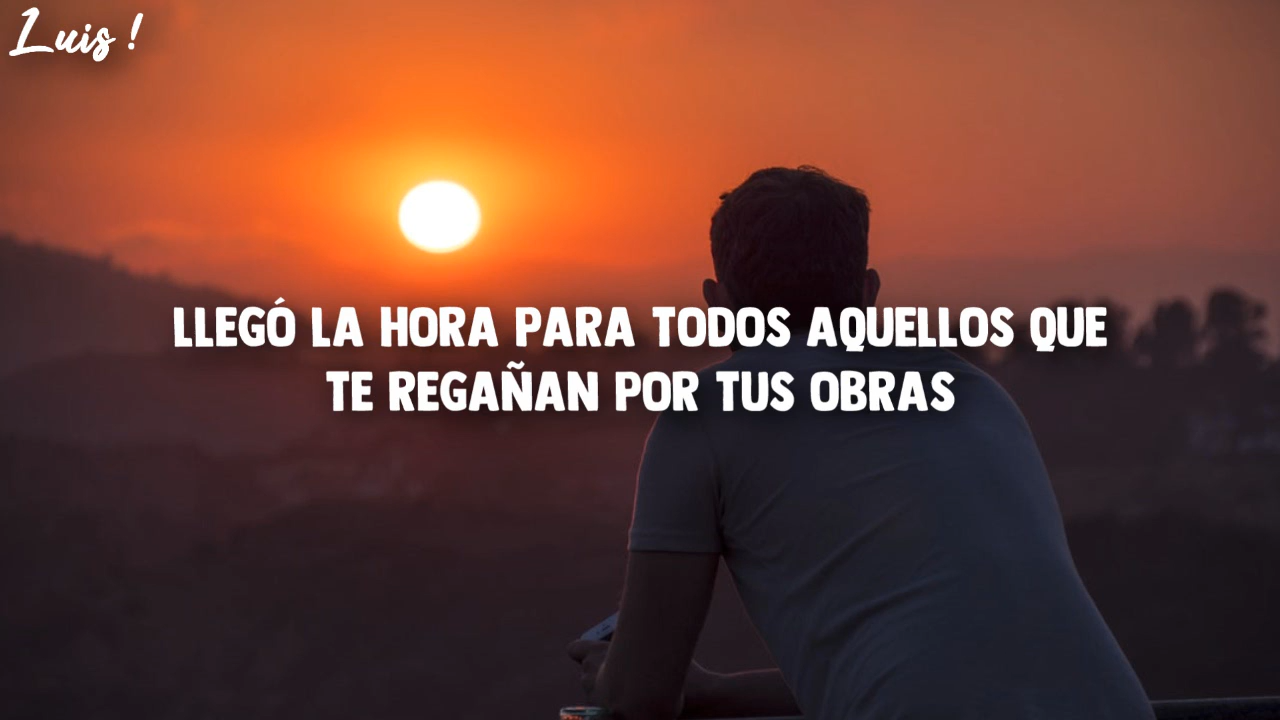 Luis !
LLEGÓ LA HORA PARA TODOS AQUELLOS QUE
TE REGAÑAN POR TUS OBRAS